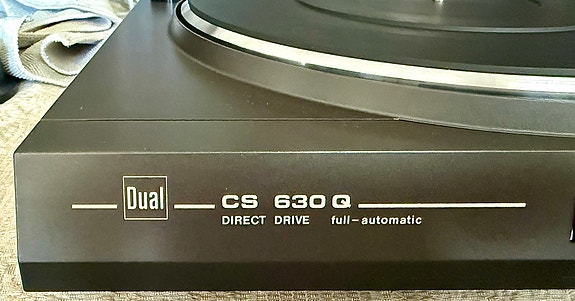 Dual CS 630 Q
DIRECT DRIVE full-automatic